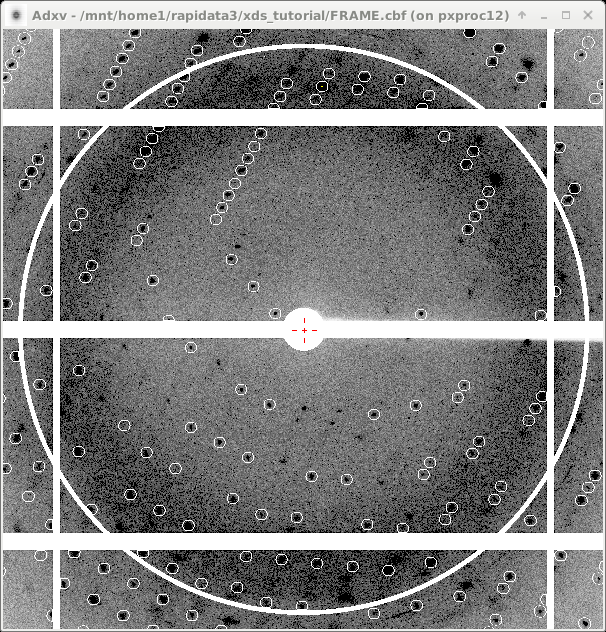 Adxv - /mnt/home1/rapidata3/xds_tutorial/FRAME.cbf (on pxproc12)